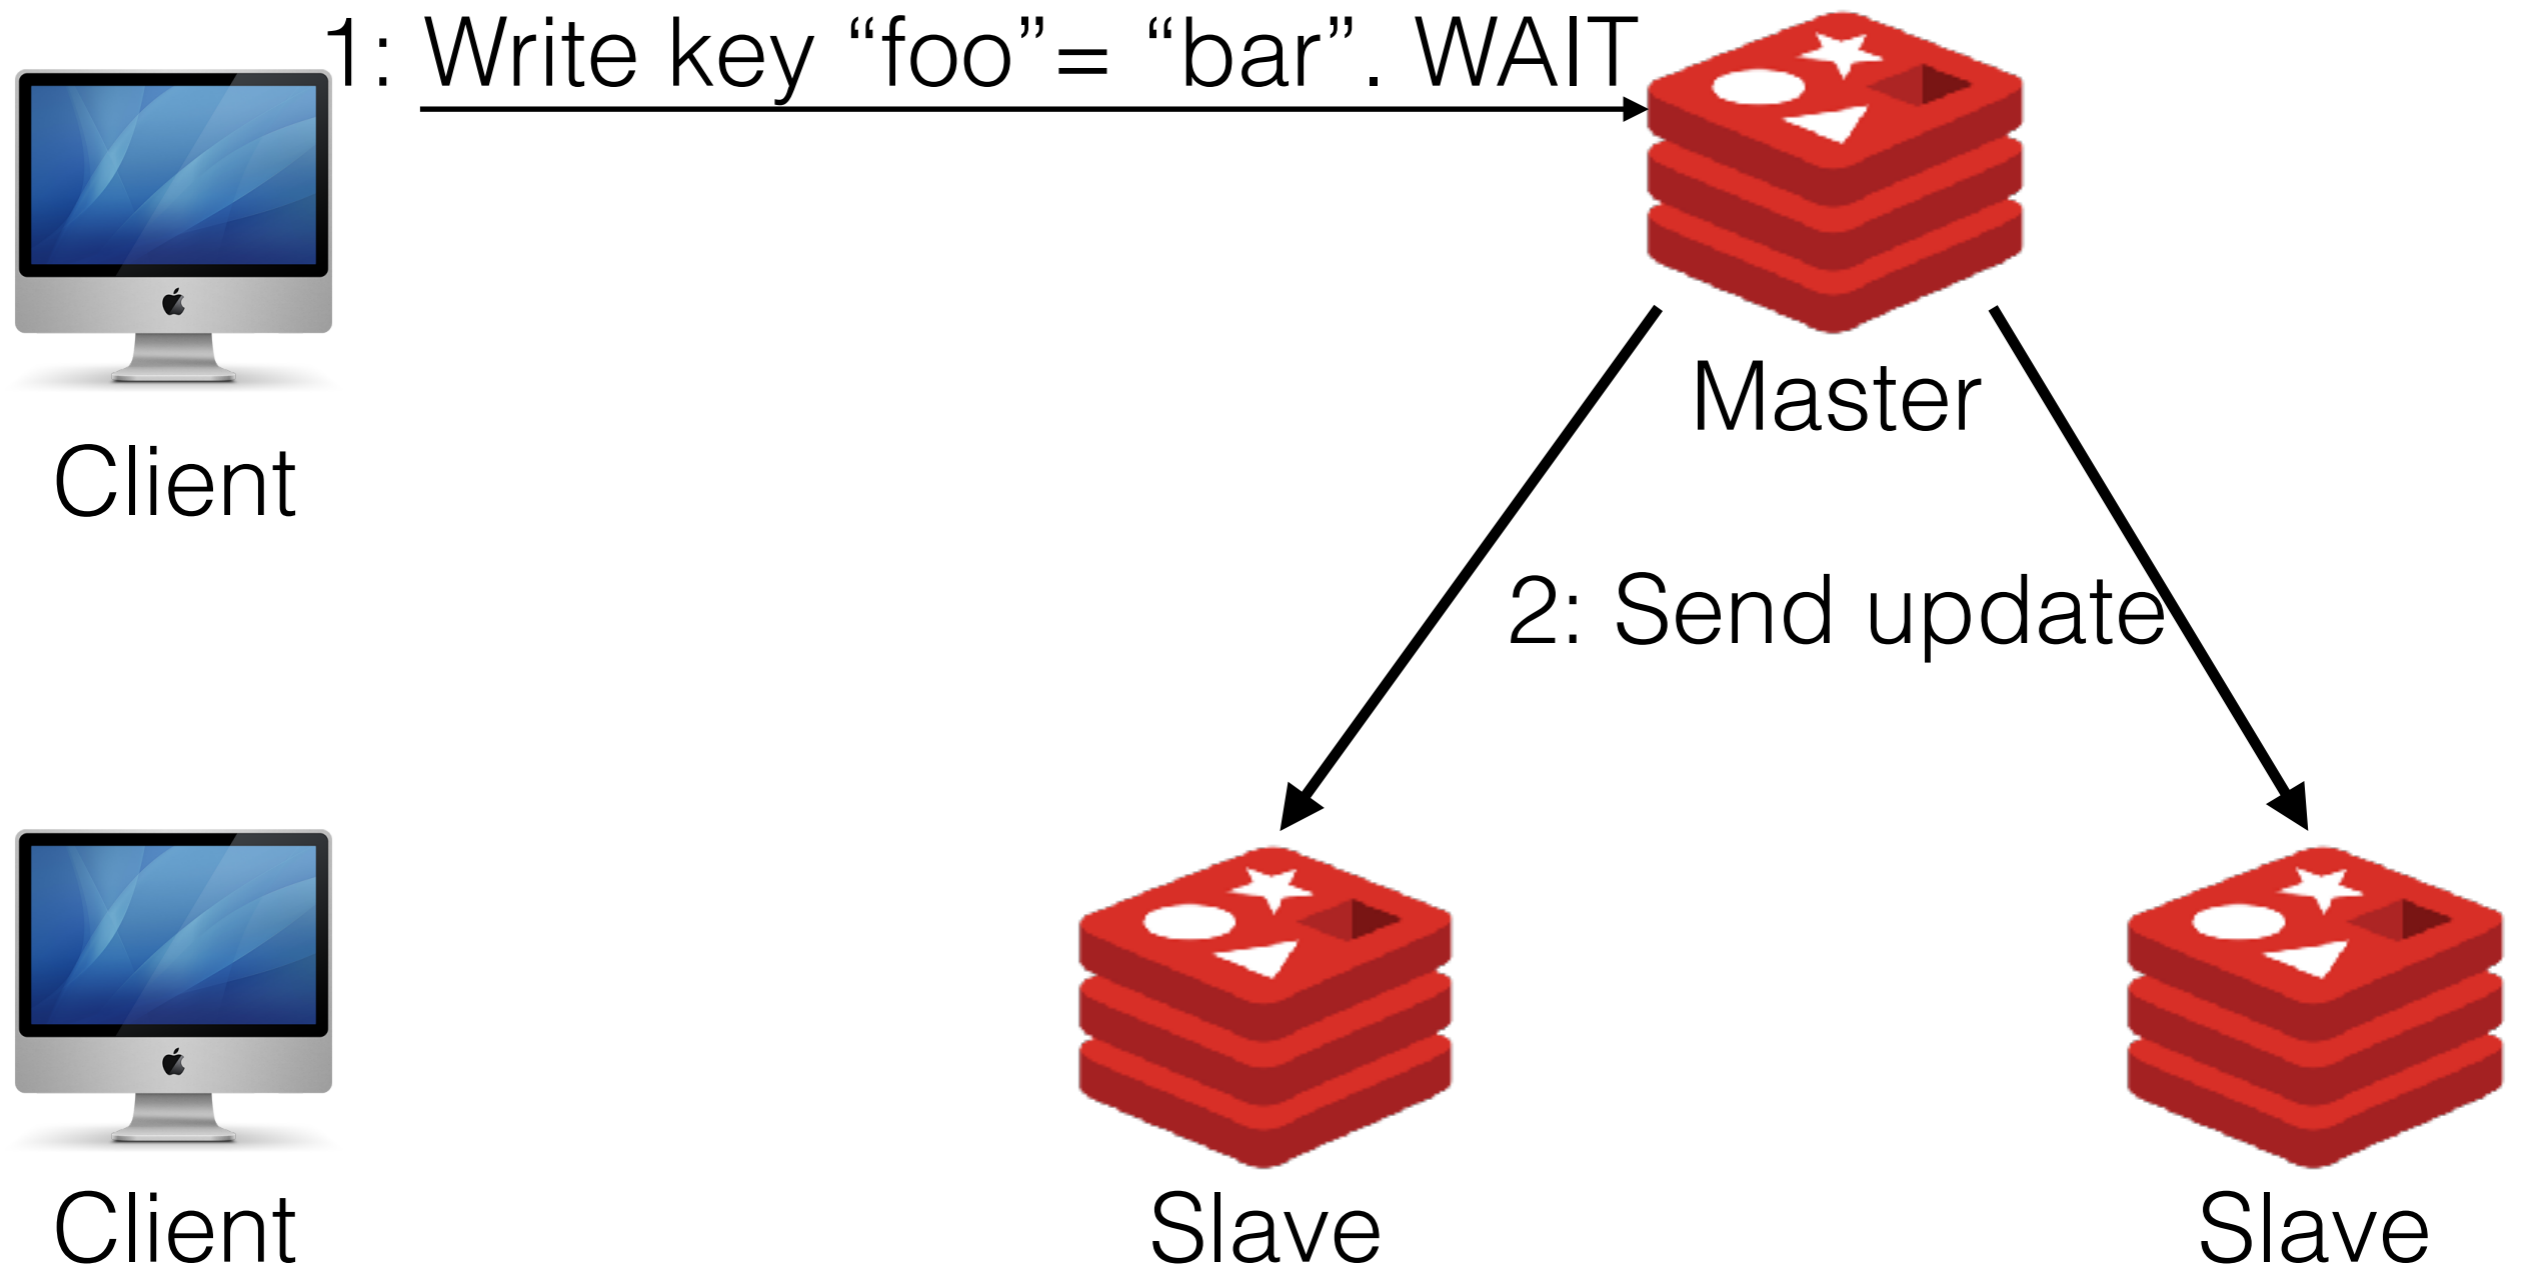 1: Write key “foo”= “bar”. WAIT
Master
Client
2: Send update
Client
Slave
Slave